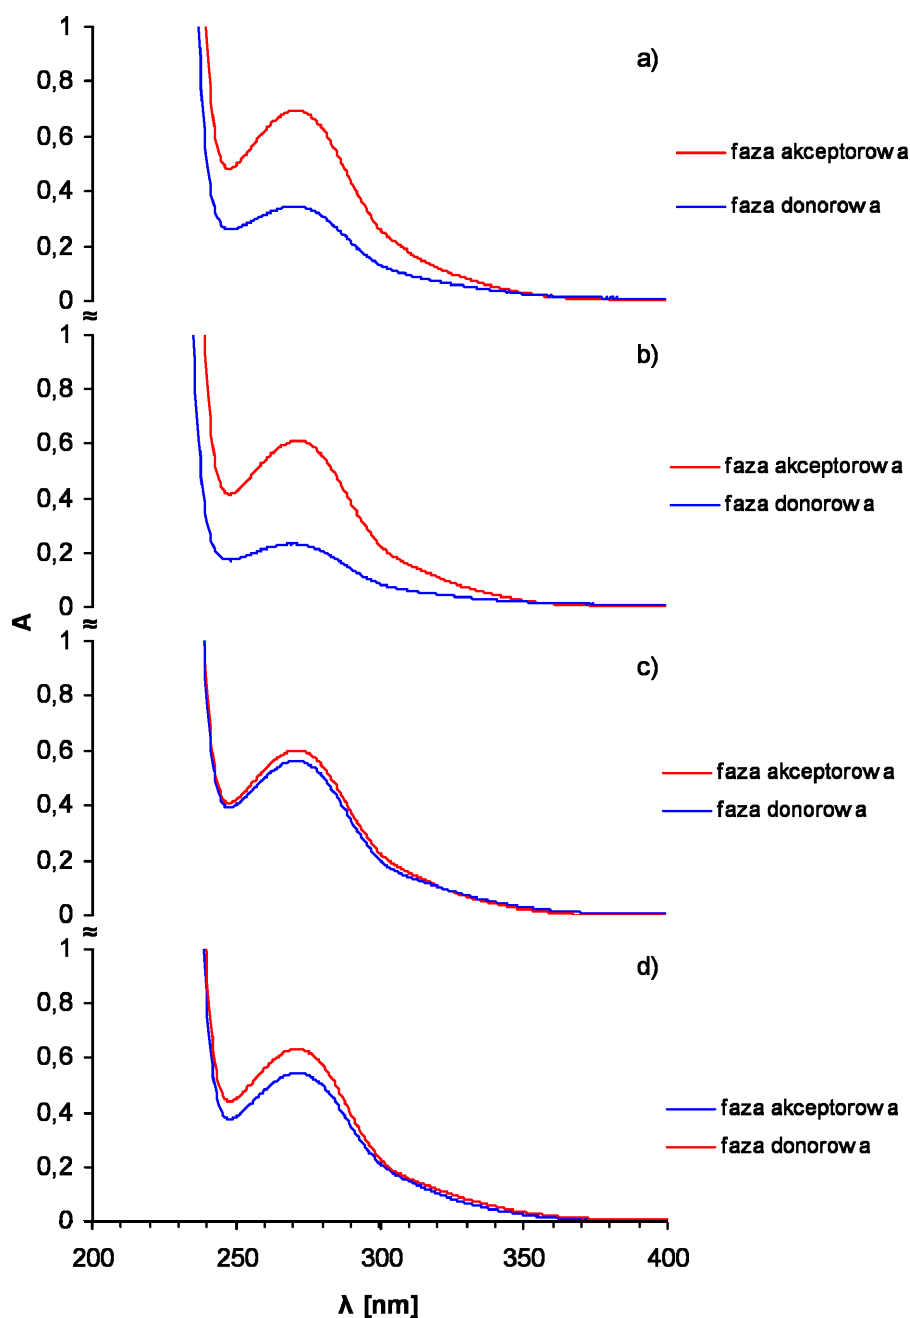 1
a)
0,8
0,6
faza akceptorowa
0,4
faza donorowa
0,2
0
≈
1
b)
0,8
0,6
faza akceptorowa
0,4
faza donorowa
0,2
0
A
≈
1
c)
0,8
0,6
faza akceptorowa
0,4
faza donorowa
0,2
0
≈
1
d)
0,8
0,6
0,4
faza akceptorowa
faza donorowa
0,2
0
200 250 300 350 400
λ [nm]